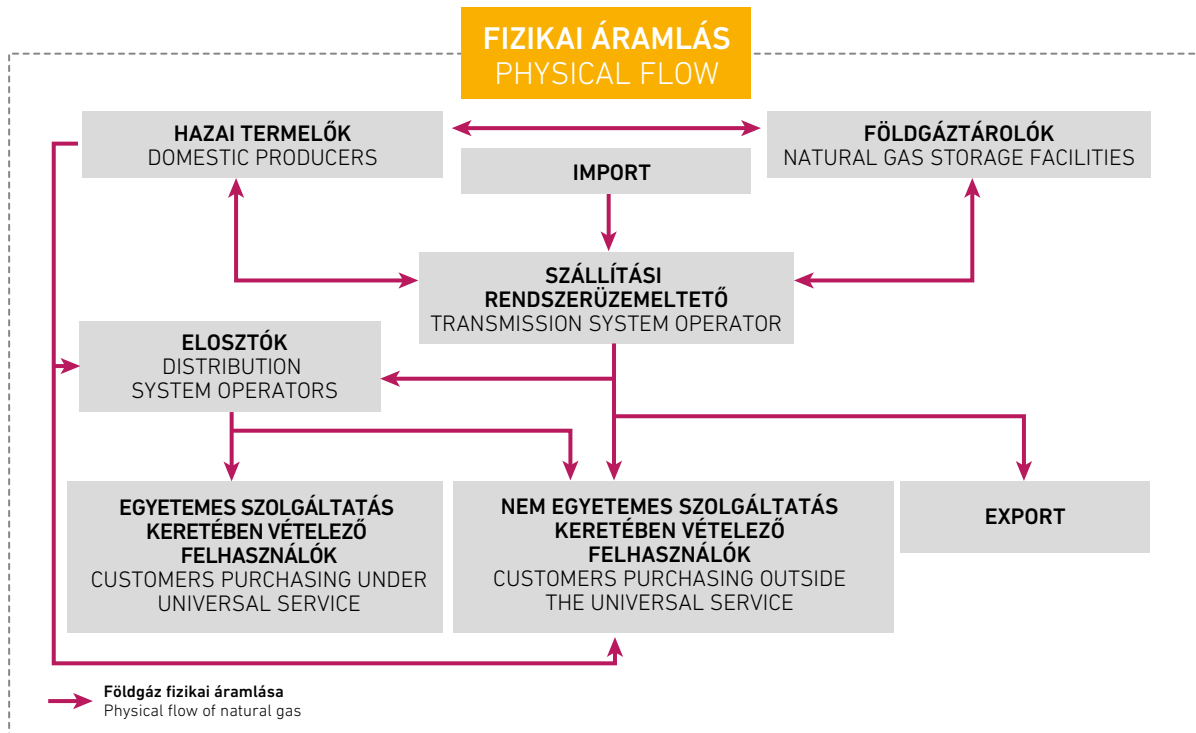 FIZIKAI ÁRAMLÁS
PHYSICAL FLOW
HAZAI TERMELŐK
DOMESTIC PRODUCERS
IMPORT
FÖLDGÁZTÁROLÓK
NATURAL GAS STORAGE FACILITIES
SZÁLLÍTÁSI
RENDSZERÜZEMELTETŐ
TRANSMISSION SYSTEM OPERATOR
ELOSZTÓK
DISTRIBUTION
SYSTEM OPERATORS
EGYETEMES SZOLGÁLTATÁS
KERETÉBEN VÉTELEZŐ
FELHASZNÁLÓK
CUSTOMERS PURCHASING UNDER
UNIVERSAL SERVICE
NEM EGYETEMES SZOLGÁLTATÁS
KERETÉBEN VÉTELEZŐ
FELHASZNÁLÓK
CUSTOMERS PURCHASING OUTSIDE
THE UNIVERSAL SERVICE
EXPORT
Földgáz fizikai áramlása
Physical flow of natural gas